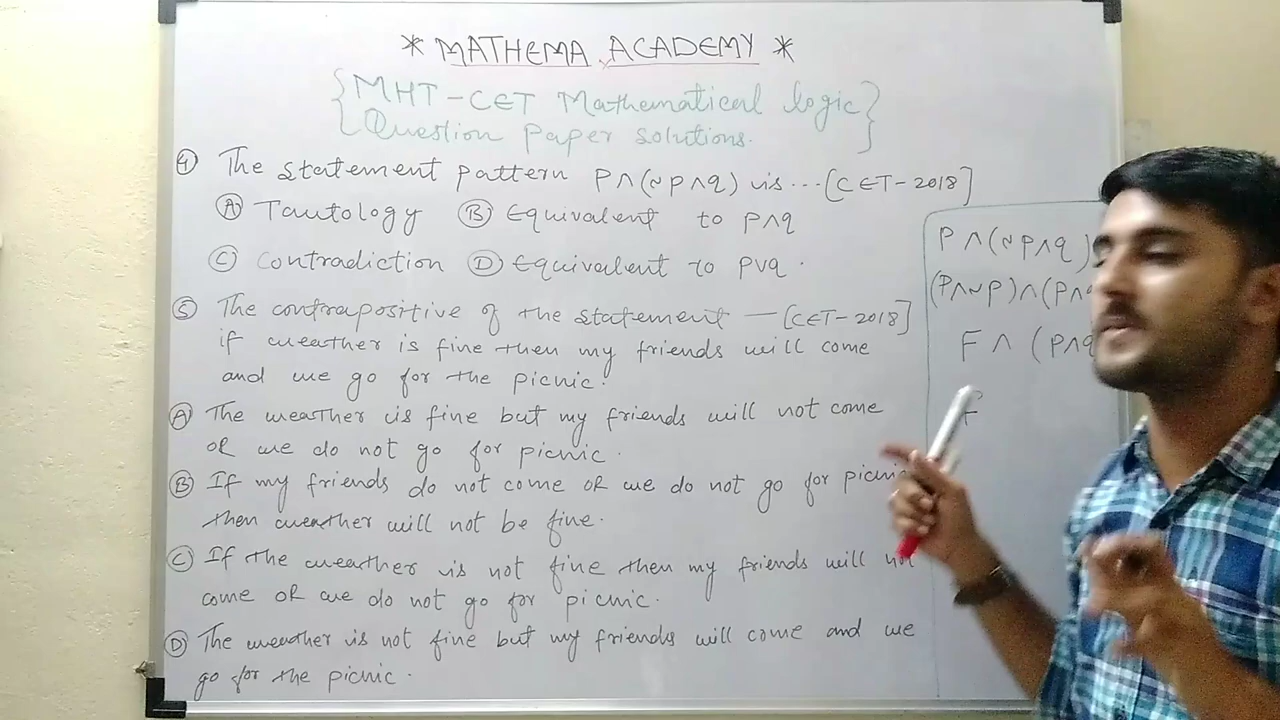 * MATHEMA ACADEMY *
{MHT-CET Mathematical logic
Question Paper Solutions.}
4 The statement pattern P∧(~P∧q) is...[CET-2018]
A Tautology B Equivalent to P∧q
C Contradiction D Equivalent to P∨q.
5 The contrapositive of the statement —[CET-2018]
if weather is fine then my friends will come
and we go for the picnic.
A The weather is fine but my friends will not come
or we do not go for picnic.
B If my friends do not come or we do not go for picnic
then weather will not be fine.
C If the weather is not fine then my friends will not
come or we do not go for picnic.
D The weather is not fine but my friends will come and we
go for the picnic.
P∧(~P∧q)
(P∧~P)∧(P∧
F ∧ (P∧q
F